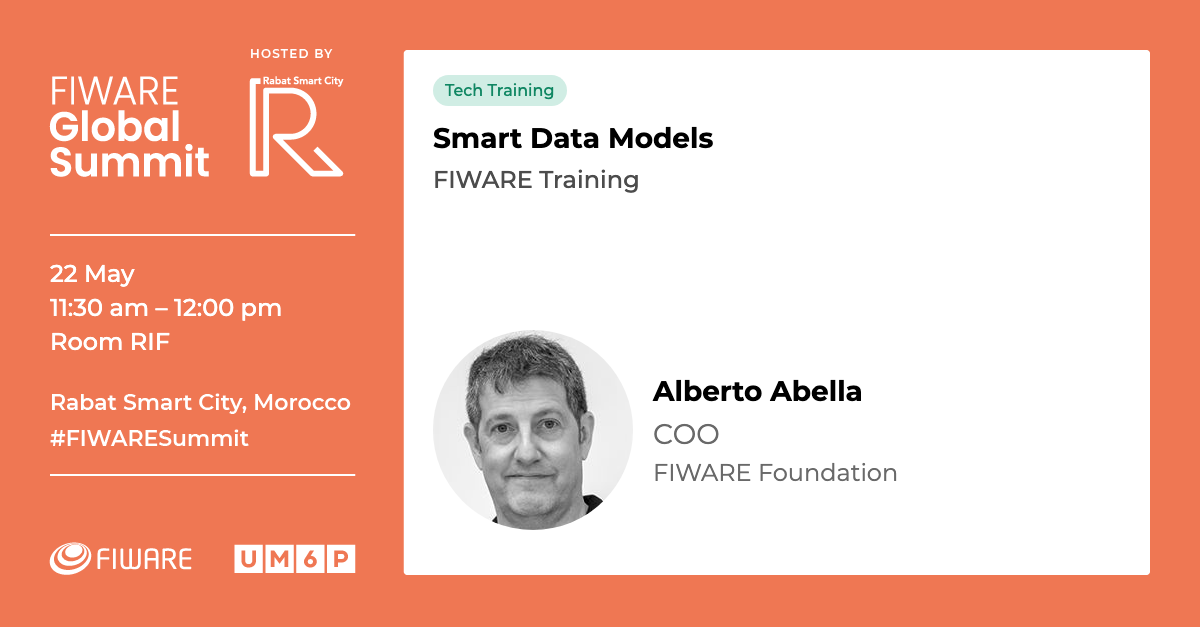 HOSTED BY
FIWARE
Global
Summit
Rabat Smart City
R
22 May
11:30 am – 12:00 pm
Room RIF
Rabat Smart City, Morocco
#FIWARESummit
FIWARE
UM6P
Tech Training
Smart Data Models
FIWARE Training
Alberto Abella
COO
FIWARE Foundation